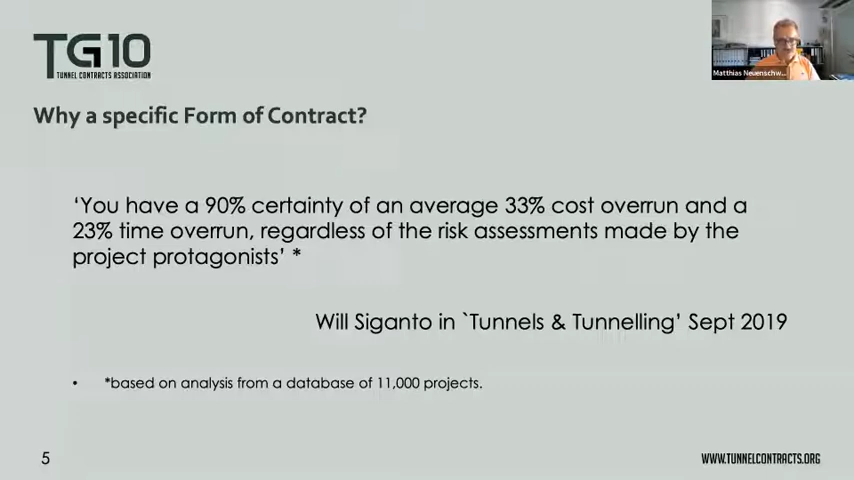 TG10
TUNNEL CONTRACTS ASSOCIATION
Matthias Neuenschw...
Why a specific Form of Contract?
‘You have a 90% certainty of an average 33% cost overrun and a
23% time overrun, regardless of the risk assessments made by the
project protagonists’ *
Will Siganto in `Tunnels & Tunnelling’ Sept 2019
• *based on analysis from a database of 11,000 projects.
5
WWW.TUNNELCONTRACTS.ORG